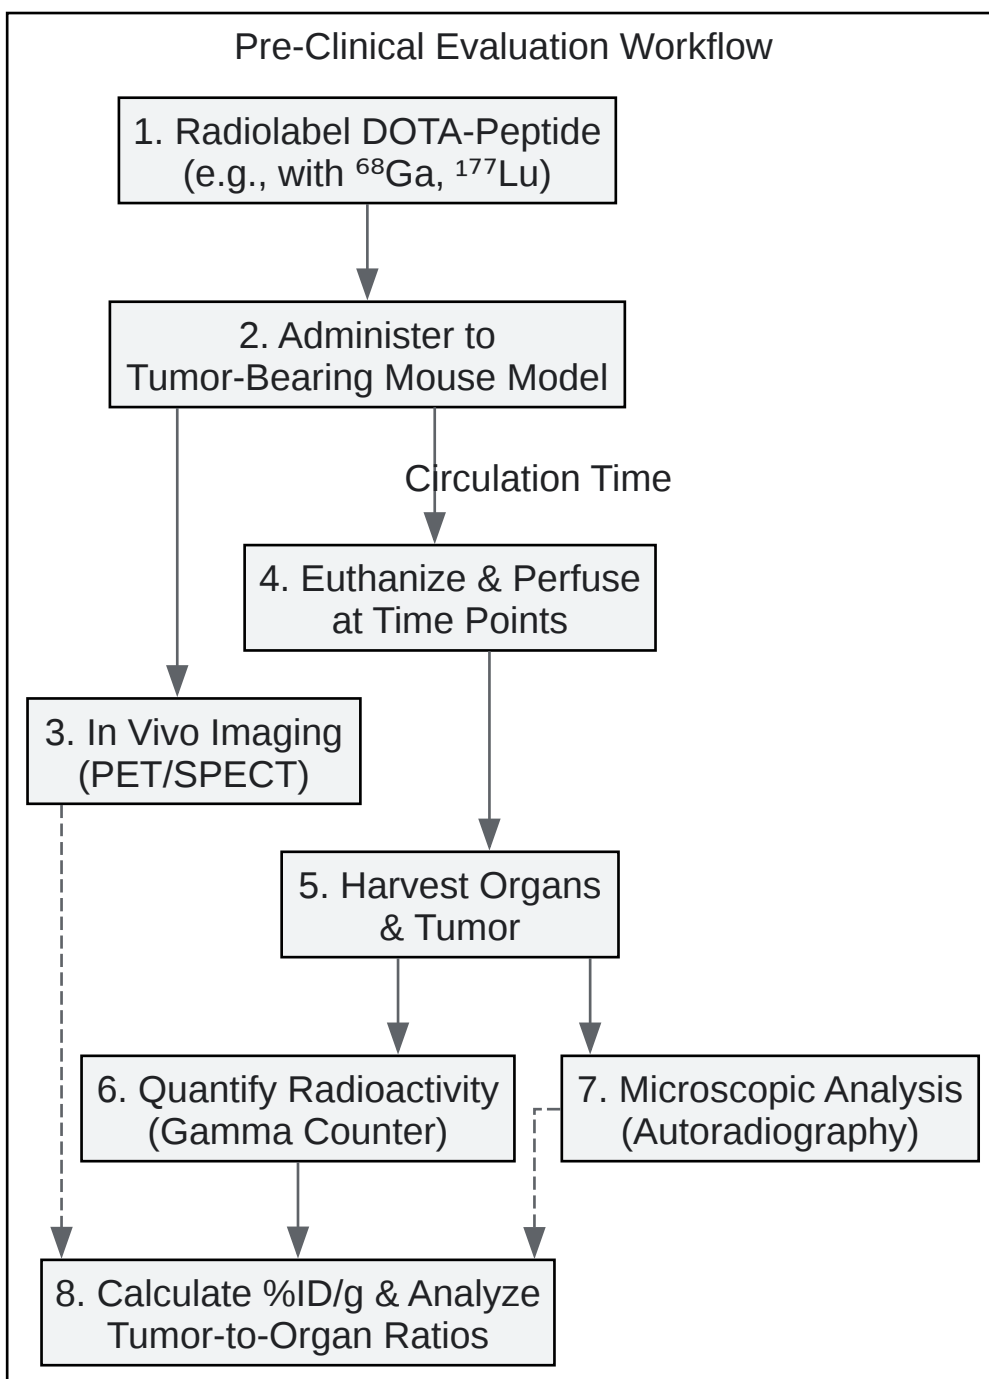 Pre-Clinical Evaluation Workflow
1. Radiolabel DOTA-Peptide
(e.g., with ⁶⁸Ga, ¹⁷⁷Lu)
2. Administer to
Tumor-Bearing Mouse Model
Circulation Time
4. Euthanize & Perfuse
at Time Points
3. In Vivo Imaging
(PET/SPECT)
5. Harvest Organs
& Tumor
6. Quantify Radioactivity
(Gamma Counter)
7. Microscopic Analysis
(Autoradiography)
8. Calculate %ID/g & Analyze
Tumor-to-Organ Ratios